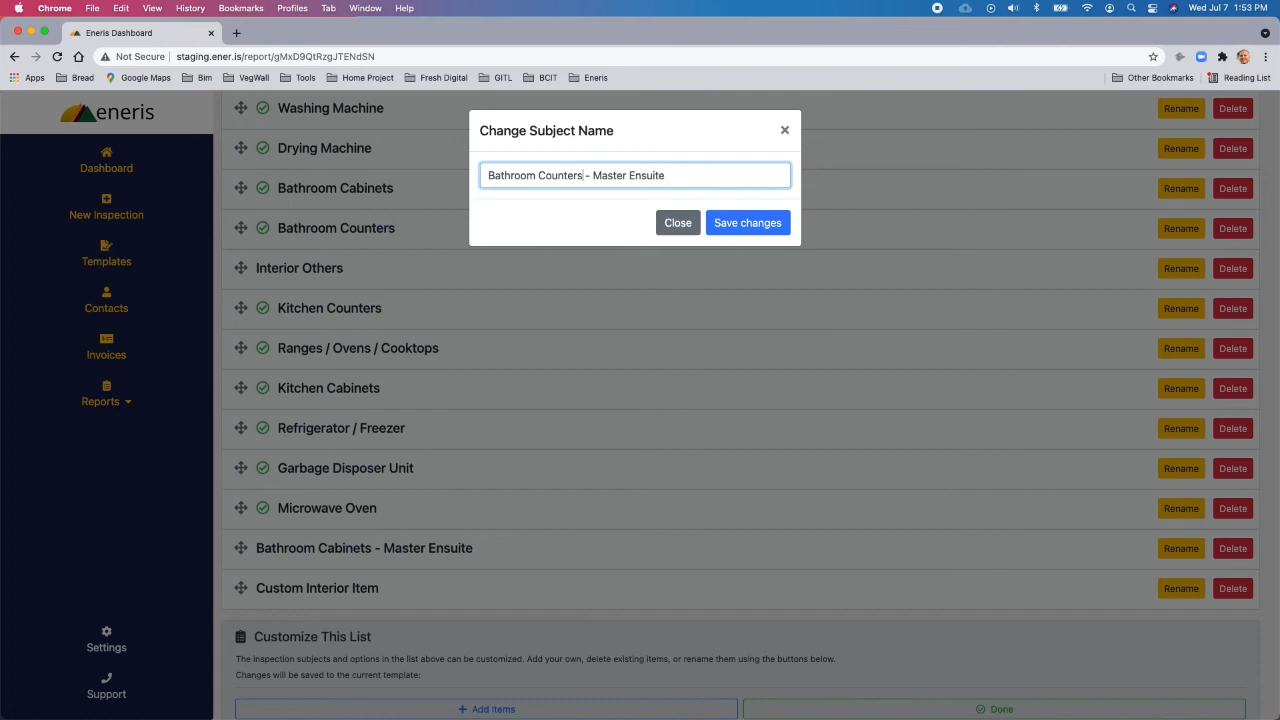 Chrome File Edit View History Bookmarks Profiles Tab Window Help Wed Jul 7 1:53 PM
Eneris Dashboard
Not Secure staging.ener.is/report/gMxD9QtRzgJTENdSN
Apps Bread Google Maps Bim VegWall Tools Home Project Fresh Digital GITL BCIT Eneris Other Bookmarks Reading List
eneris
Dashboard
New Inspection
Templates
Contacts
Invoices
Reports
Settings
Support
Change Subject Name ×
Bathroom Counters - Master Ensuite
Close Save changes
Washing Machine Rename Delete
Drying Machine Rename Delete
Bathroom Cabinets Rename Delete
Bathroom Counters Rename Delete
Interior Others Rename Delete
Kitchen Counters Rename Delete
Ranges / Ovens / Cooktops Rename Delete
Kitchen Cabinets Rename Delete
Refrigerator / Freezer Rename Delete
Garbage Disposer Unit Rename Delete
Microwave Oven Rename Delete
Bathroom Cabinets - Master Ensuite Rename Delete
Custom Interior Item Rename Delete
Customize This List
The inspection subjects and options in the list above can be customized. Add your own, delete existing items, or rename them using the buttons below.
Changes will be saved to the current template:
+ Add Items Done